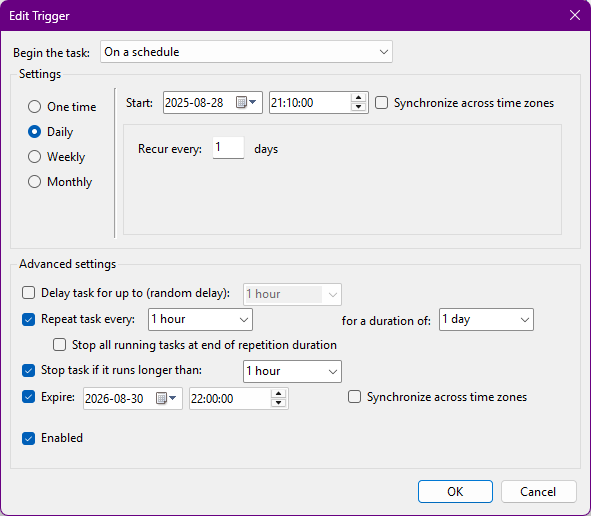 Edit Trigger
Begin the task: On a schedule
Settings
One time
Daily
Weekly
Monthly
Start: 2025-08-28 21:10:00 Synchronize across time zones
Recur every: 1 days
Advanced settings
Delay task for up to (random delay): 1 hour
Repeat task every: 1 hour for a duration of: 1 day
Stop all running tasks at end of repetition duration
Stop task if it runs longer than: 1 hour
Expire: 2026-08-30 22:00:00 Synchronize across time zones
Enabled
OK Cancel